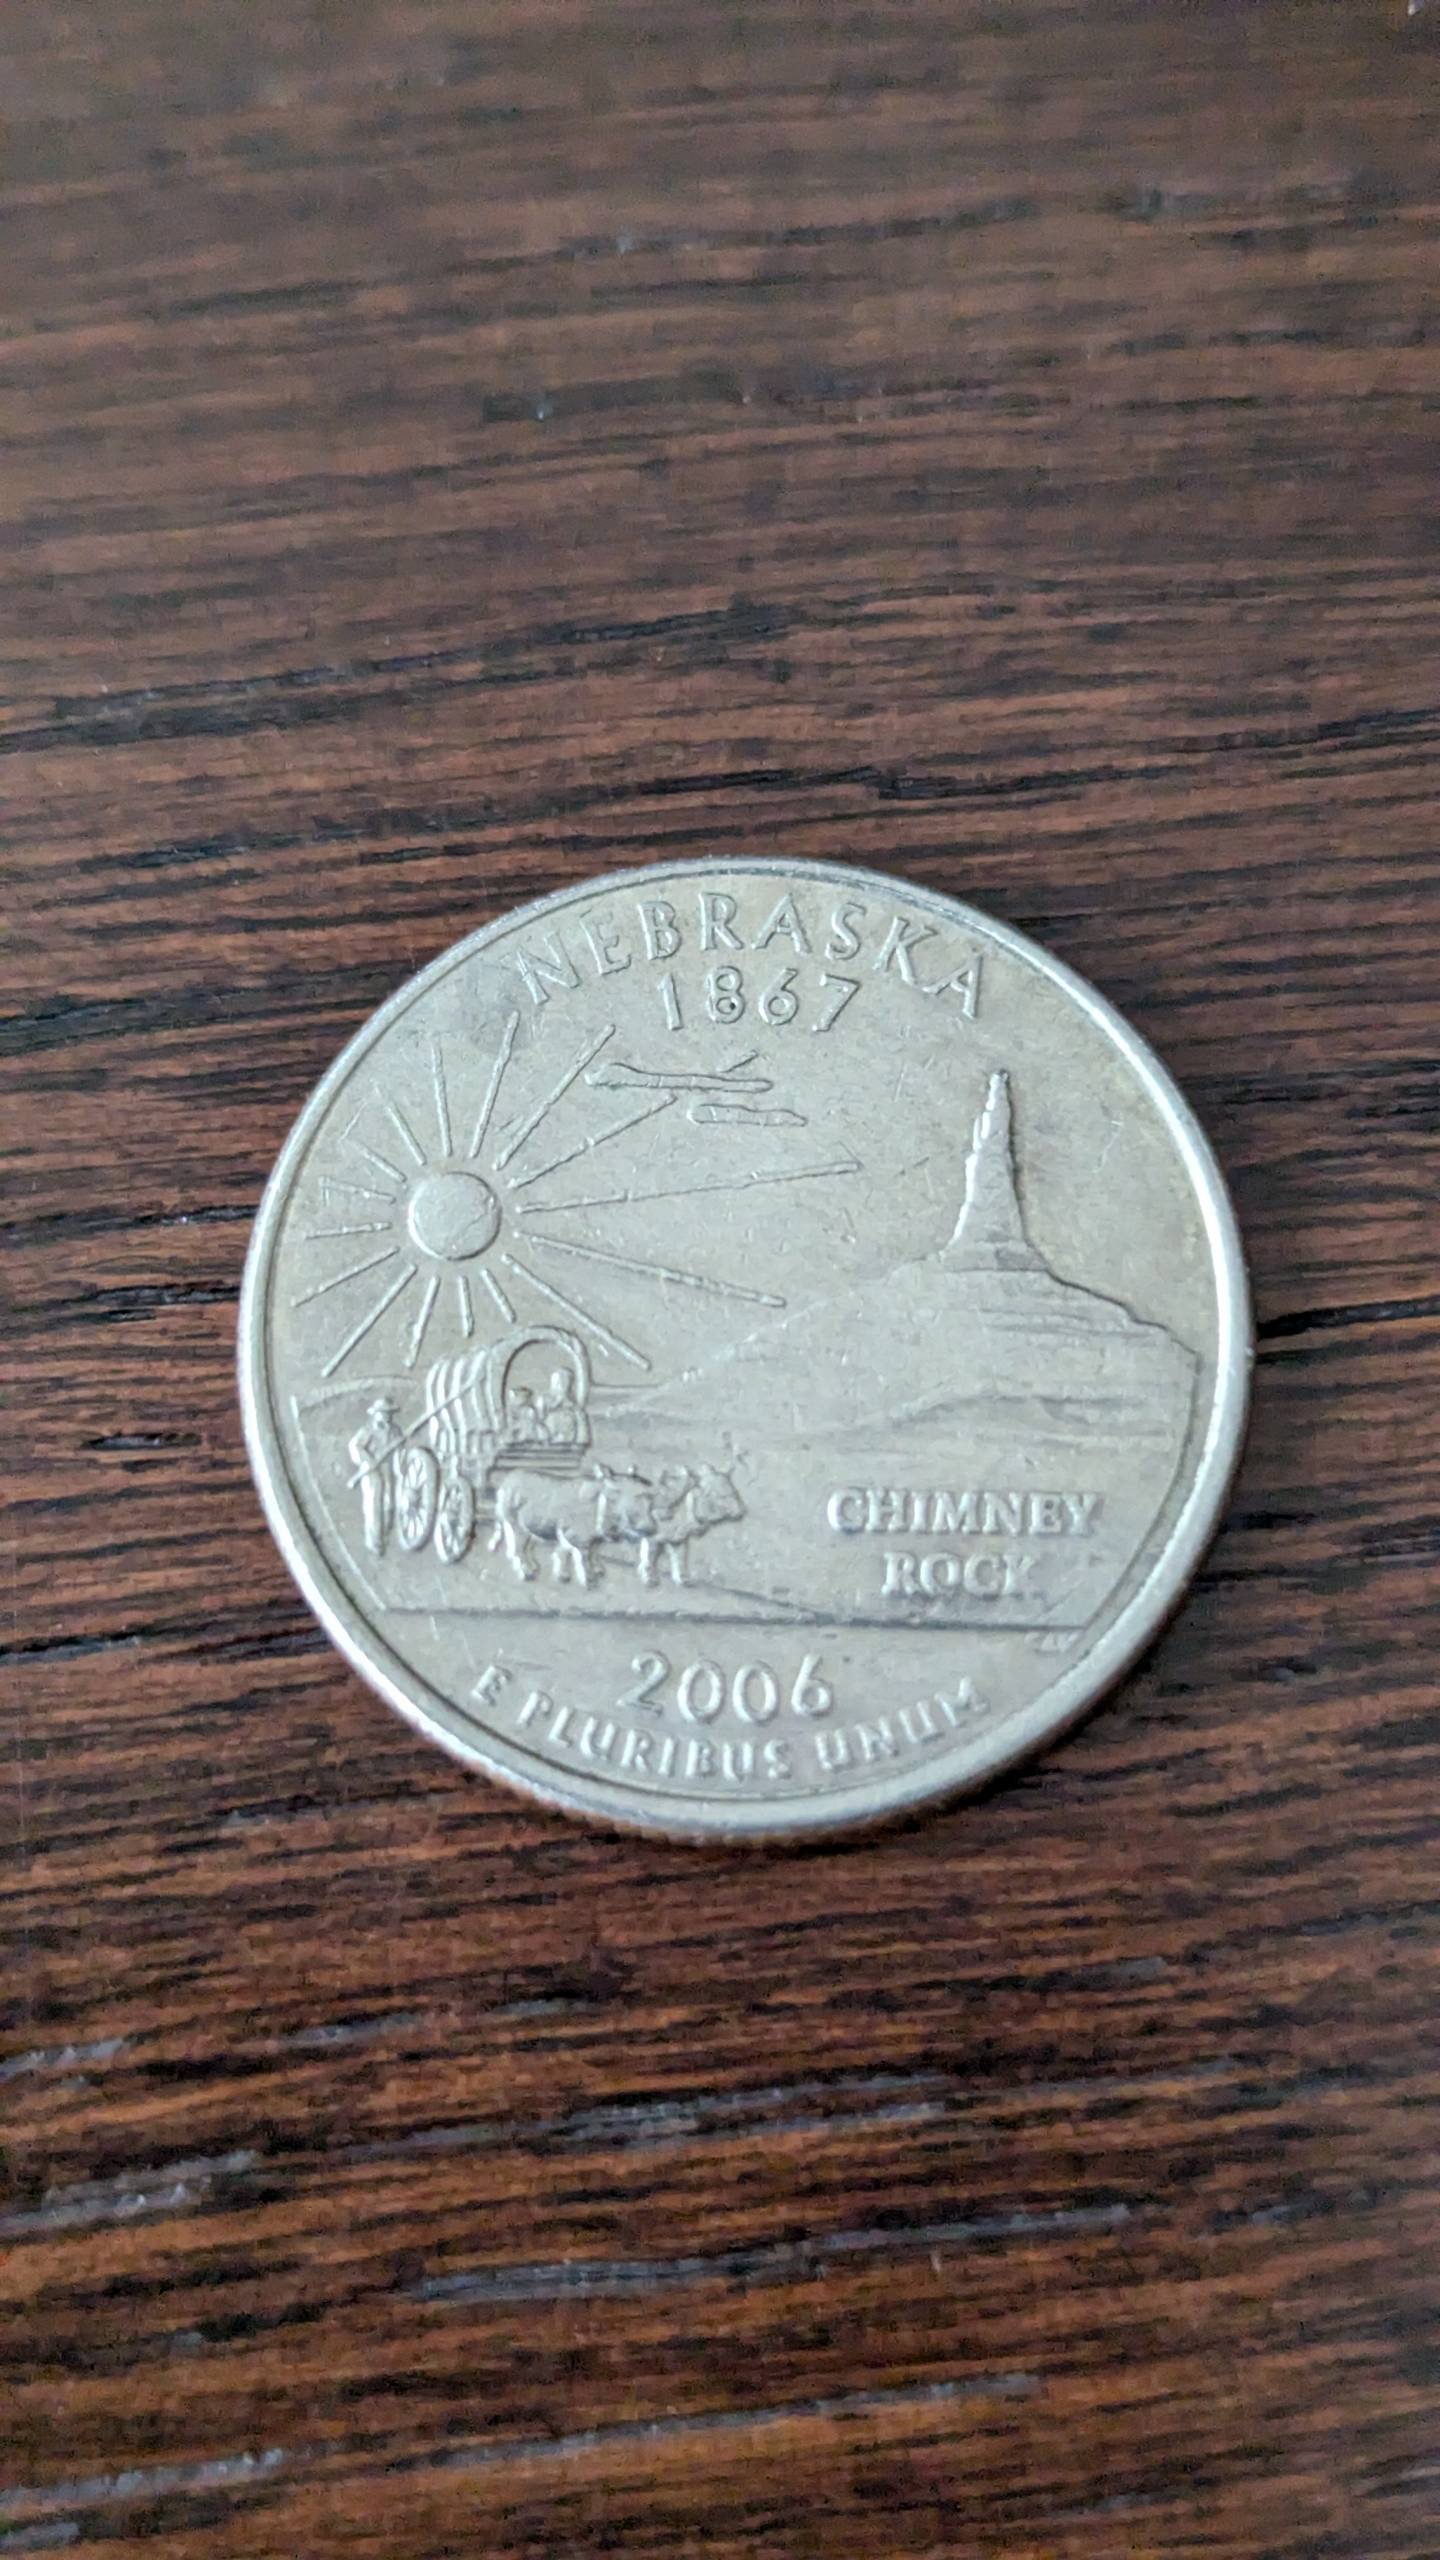 NEBRASKA
1867
CHIMNEY
ROCK
2006
E PLURIBUS UNUM